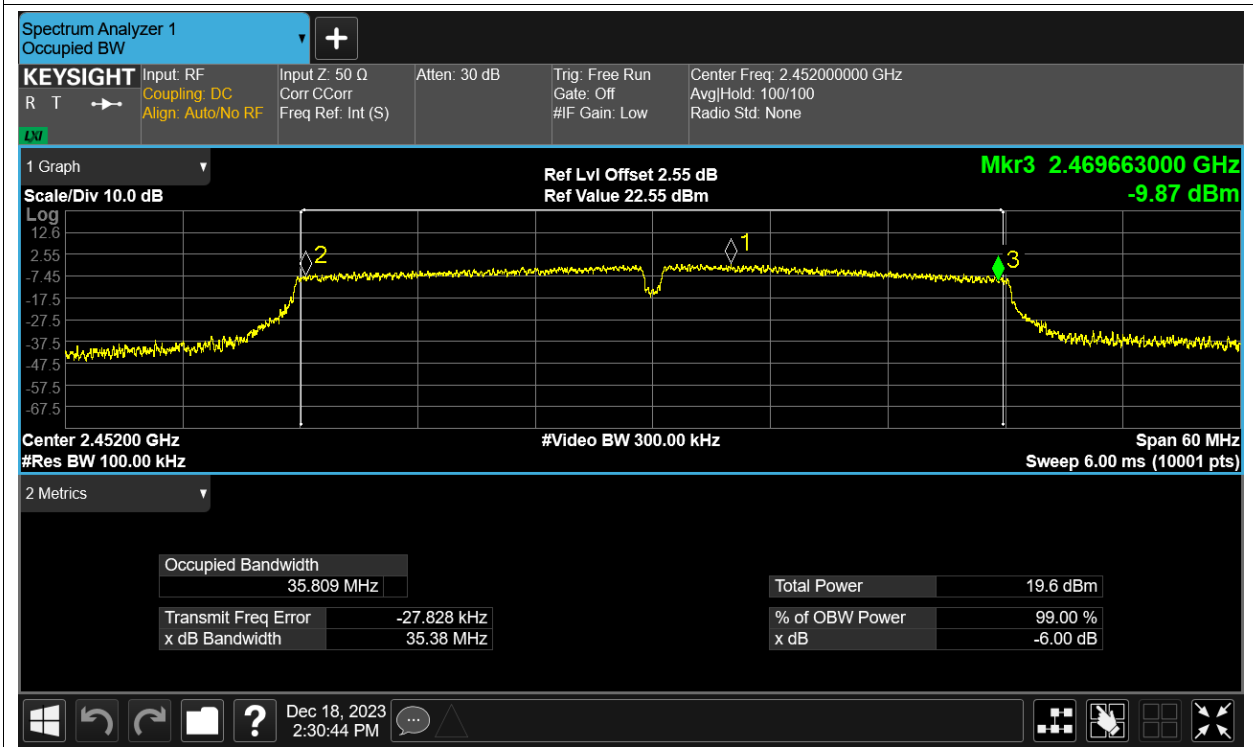 Spectrum Analyzer 1
Occupied BW
KEYSIGHT
R T
LXI
Input: RF
Coupling: DC
Align: Auto/No RF
Input Z: 50 Ω
Corr CCorr
Freq Ref: Int (S)
Atten: 30 dB
Trig: Free Run
Gate: Off
#IF Gain: Low
Center Freq: 2.452000000 GHz
Avg|Hold: 100/100
Radio Std: None
1 Graph
Scale/Div 10.0 dB
Ref Lvl Offset 2.55 dB
Ref Value 22.55 dBm
Mkr3 2.469663000 GHz
-9.87 dBm
Log
12.6
2.55
-7.45
-17.5
-27.5
-37.5
-47.5
-57.5
-67.5
2
1
3
Center 2.45200 GHz
#Video BW 300.00 kHz
Span 60 MHz
#Res BW 100.00 kHz
Sweep 6.00 ms (10001 pts)
2 Metrics
Occupied Bandwidth
35.809 MHz
Transmit Freq Error -27.828 kHz
x dB Bandwidth 35.38 MHz
Total Power 19.6 dBm
% of OBW Power 99.00 %
x dB -6.00 dB
?
Dec 18, 2023
2:30:44 PM